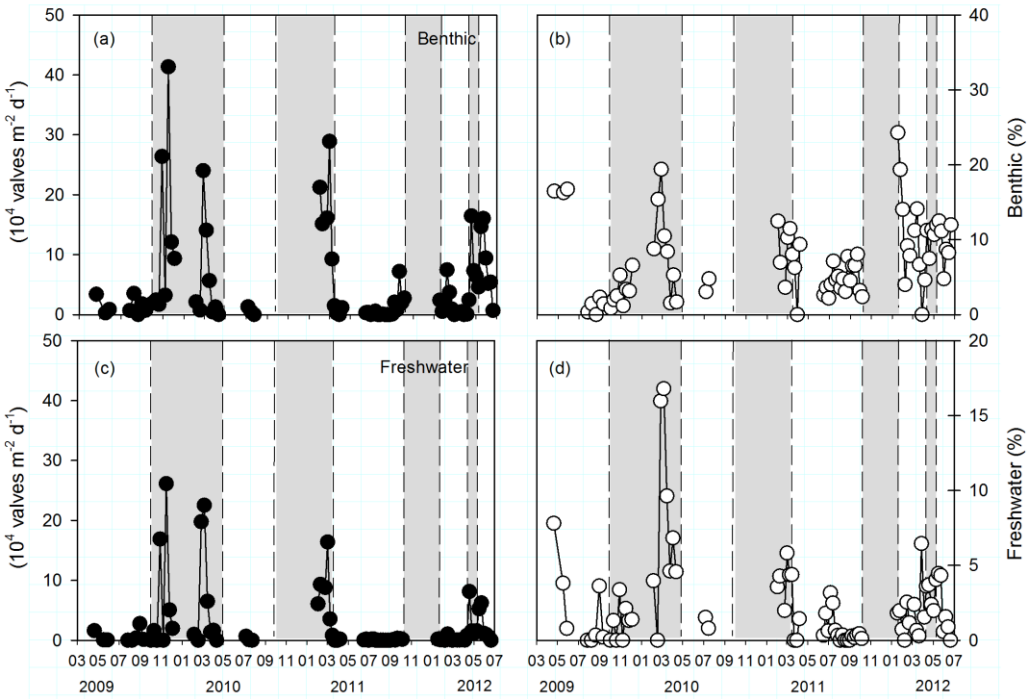 50 (a) Benthic (b) 40
40
30 30
20 20
10 10
0 0
(10⁴ valves m⁻² d⁻¹)
Benthic (%)
50 (c) Freshwater (d) 20
40
15
30
10
20
10 5
0 0
(10⁴ valves m⁻² d⁻¹)
Freshwater (%)
03 05 07 09 11 01 03 05 07 09 11 01 03 05 07 09 11 01 03 05 07 03 05 07 09 11 01 03 05 07 09 11 01 03 05 07 09 11 01 03 05 07
2009 2010 2011 2012 2009 2010 2011 2012